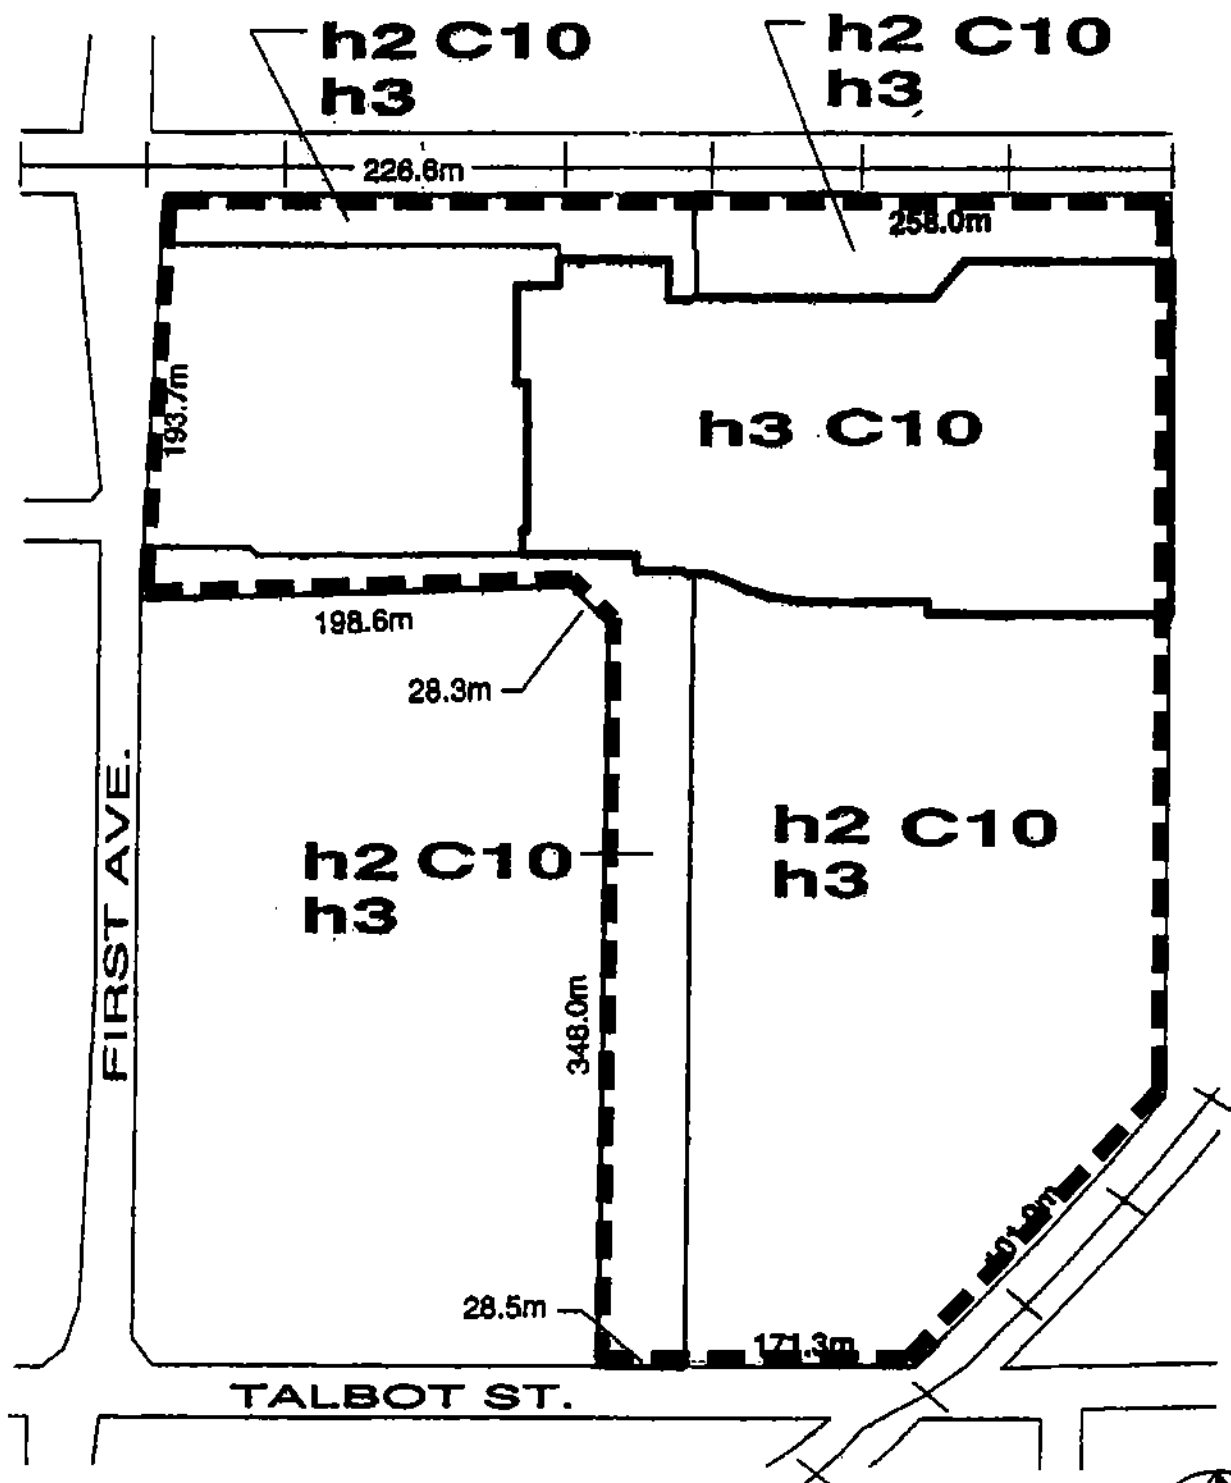 h2 C10
h3
h2 C10
h3
226.6m
258.0m
193.7m
h3 C10
198.6m
28.3m
FIRST AVE.
h2 C10
h3
h2 C10
h3
348.0m
28.5m
171.3m
TALBOT ST.